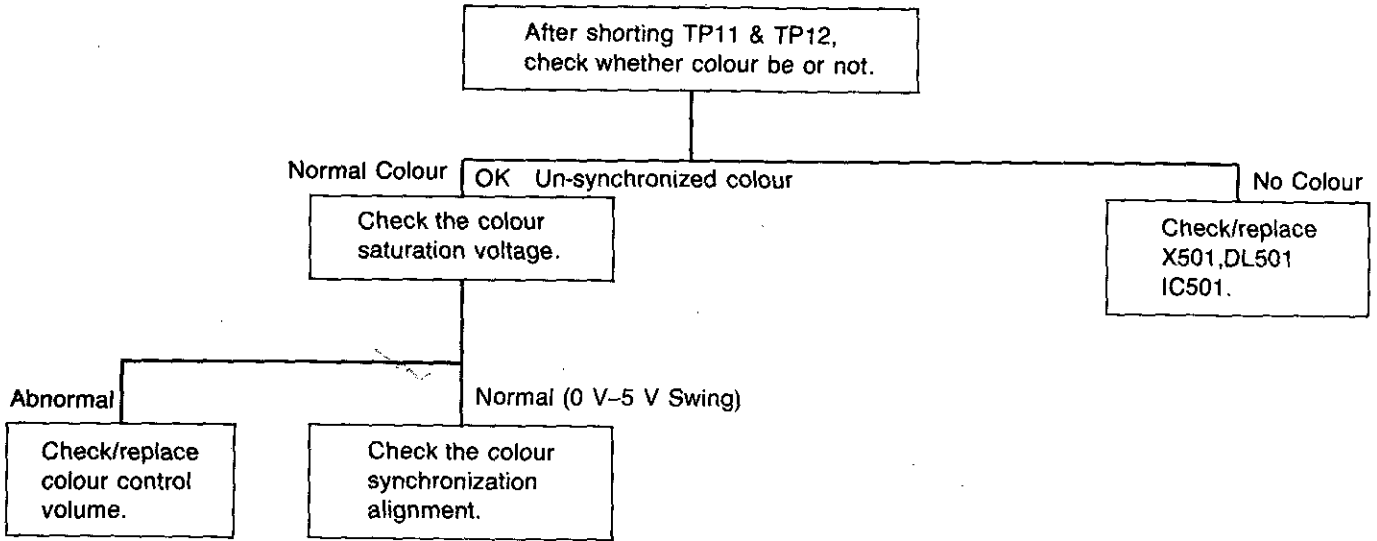 After shorting TP11 & TP12,
check whether colour be or not.
Normal Colour
OK Un-synchronized colour
No Colour
Check the colour
saturation voltage.
Check/replace
X501,DL501
IC501.
Abnormal
Normal (0 V–5 V Swing)
Check/replace
colour control
volume.
Check the colour
synchronization
alignment.